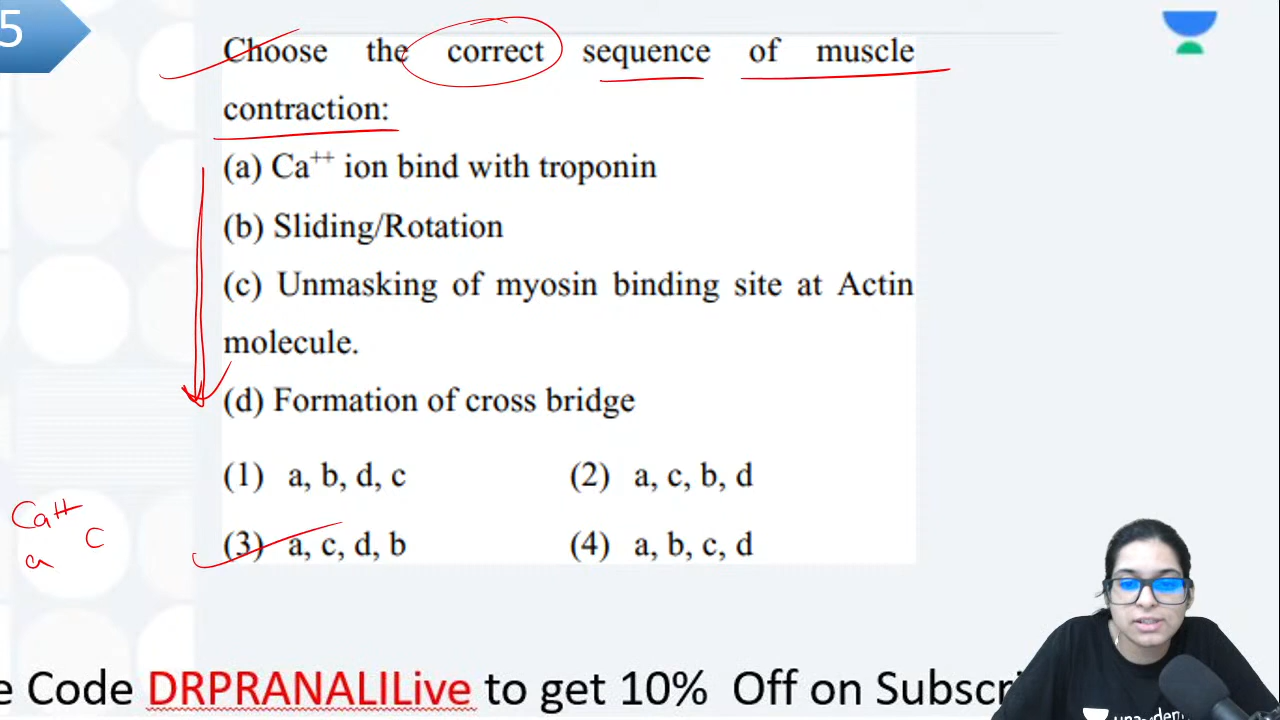 5
Choose the correct sequence of muscle
contraction:
(a) Ca⁺⁺ ion bind with troponin
(b) Sliding/Rotation
(c) Unmasking of myosin binding site at Actin
molecule.
(d) Formation of cross bridge
(1) a, b, d, c (2) a, c, b, d
(3) a, c, d, b (4) a, b, c, d
Ca++
a c
e Code DRPRANALILive to get 10% Off on Subscri